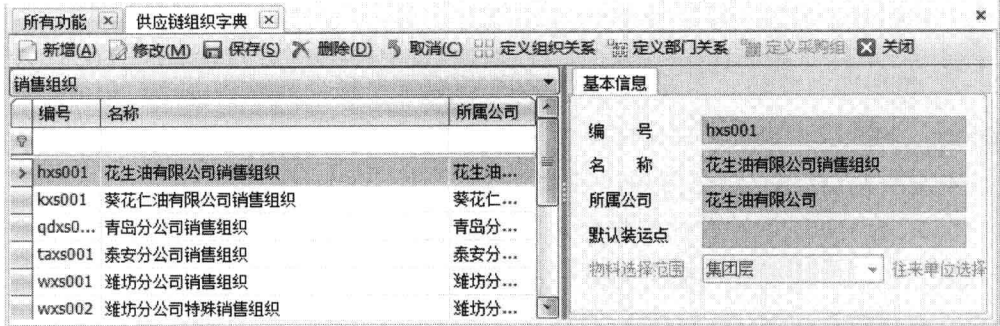 所有功能 供应链组织字典
新增(A) 修改(M) 保存(S) 删除(D) 取消(C) 定义组织关系 定义部门关系 定义采购组 关闭
销售组织
编号 名称 所属公司
hxs001 花生油有限公司销售组织 花生油...
kxs001 葵花仁油有限公司销售组织 葵花仁...
qdxs0... 青岛分公司销售组织 青岛分...
taxs001 泰安分公司销售组织 泰安分...
wxs001 潍坊分公司销售组织 潍坊分...
wxs002 潍坊分公司特殊销售组织 潍坊分...
基本信息
编 号 hxs001
名 称 花生油有限公司销售组织
所属公司 花生油有限公司
默认装运点
物料选择范围 集团层 往来单位选择